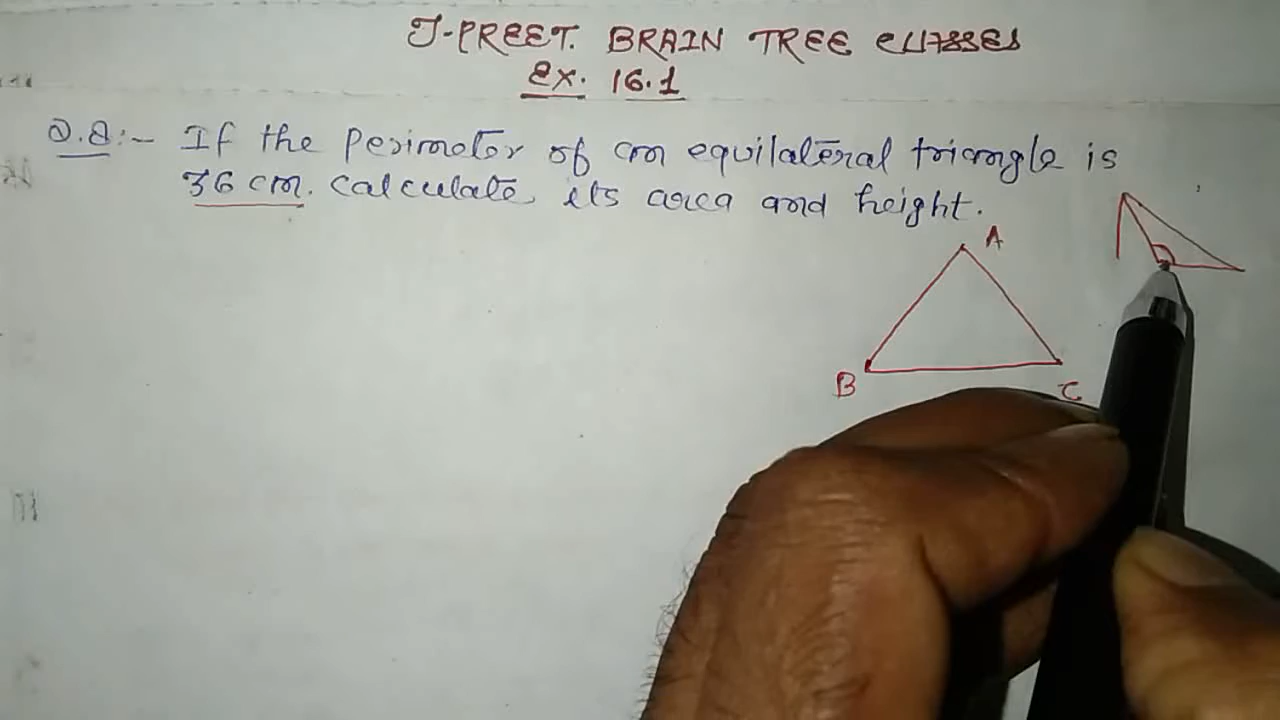 J-PREET. BRAIN TREE CLASSES
Ex. 16.1
Q.8:- If the perimeter of an equilateral triangle is
36 cm. calculate its area and height.
A
B
C